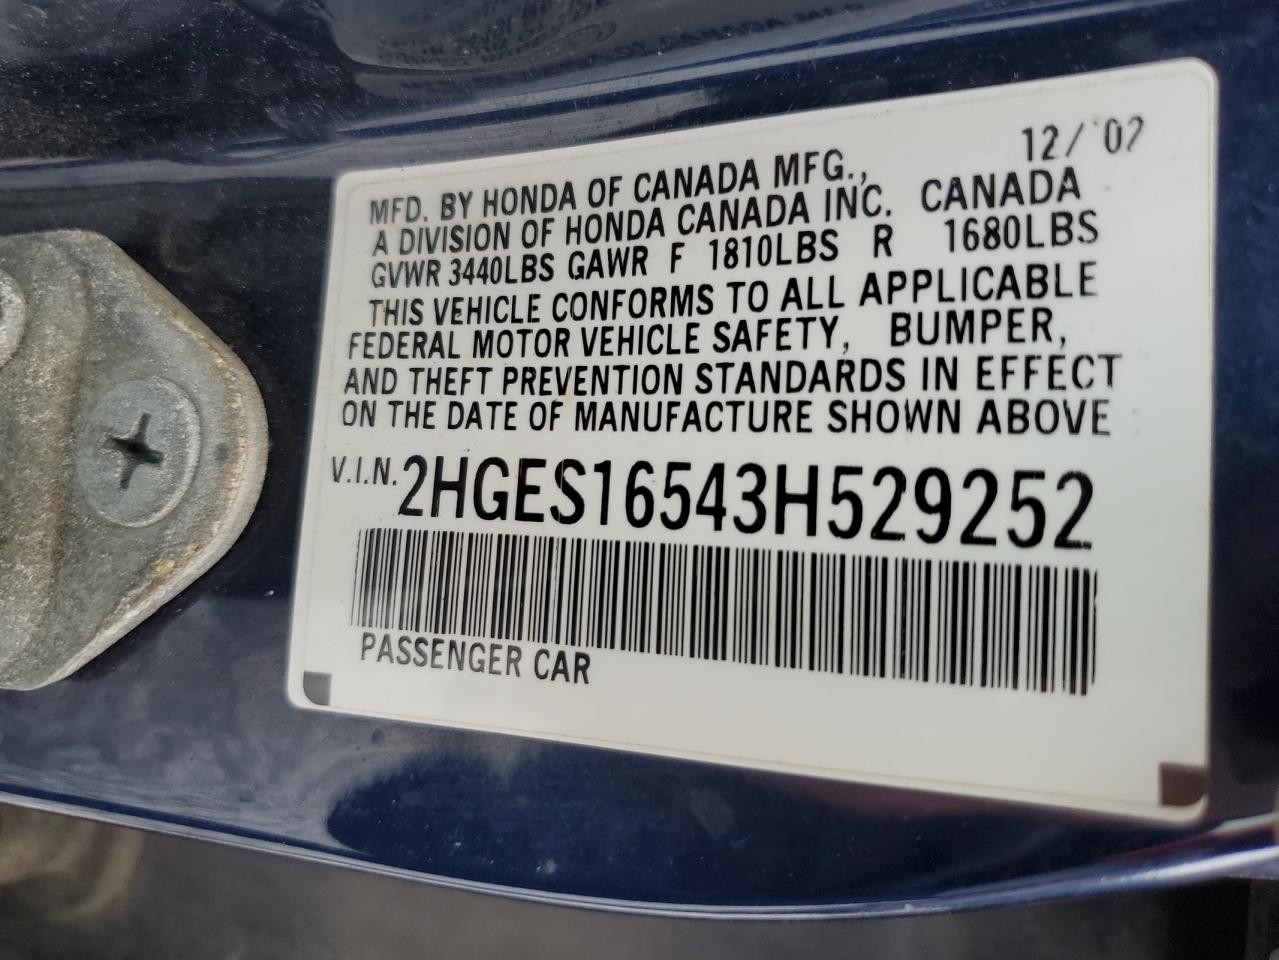 12/ '02
MFD. BY HONDA OF CANADA MFG.,
A DIVISION OF HONDA CANADA INC. CANADA
GVWR 3440LBS GAWR F 1810LBS R 1680LBS
THIS VEHICLE CONFORMS TO ALL APPLICABLE
FEDERAL MOTOR VEHICLE SAFETY, BUMPER,
AND THEFT PREVENTION STANDARDS IN EFFECT
ON THE DATE OF MANUFACTURE SHOWN ABOVE
V.I.N. 2HGES16543H529252
PASSENGER CAR